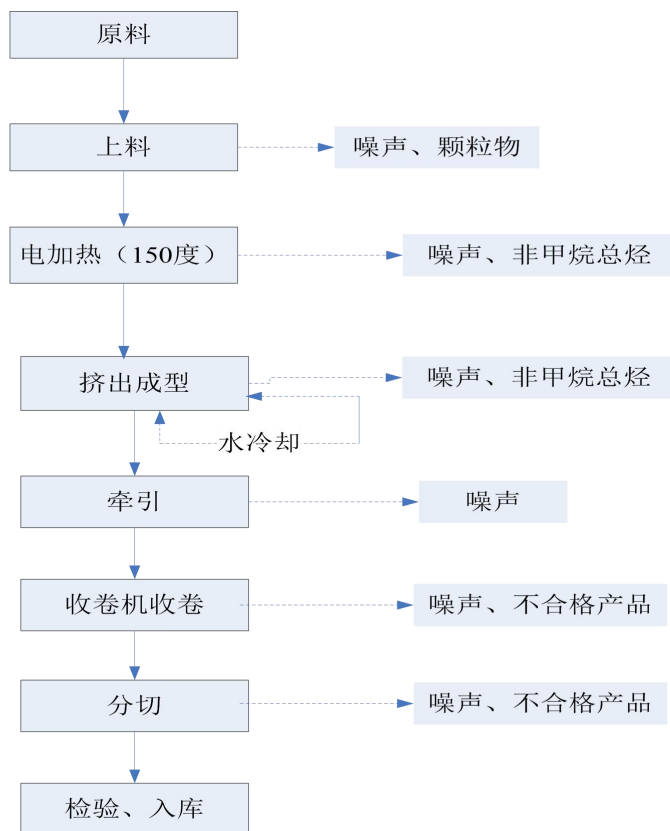 原料
上料
噪声、颗粒物
电加热（150度）
噪声、非甲烷总烃
挤出成型
噪声、非甲烷总烃
水冷却
牵引
噪声
收卷机收卷
噪声、不合格产品
分切
噪声、不合格产品
检验、入库